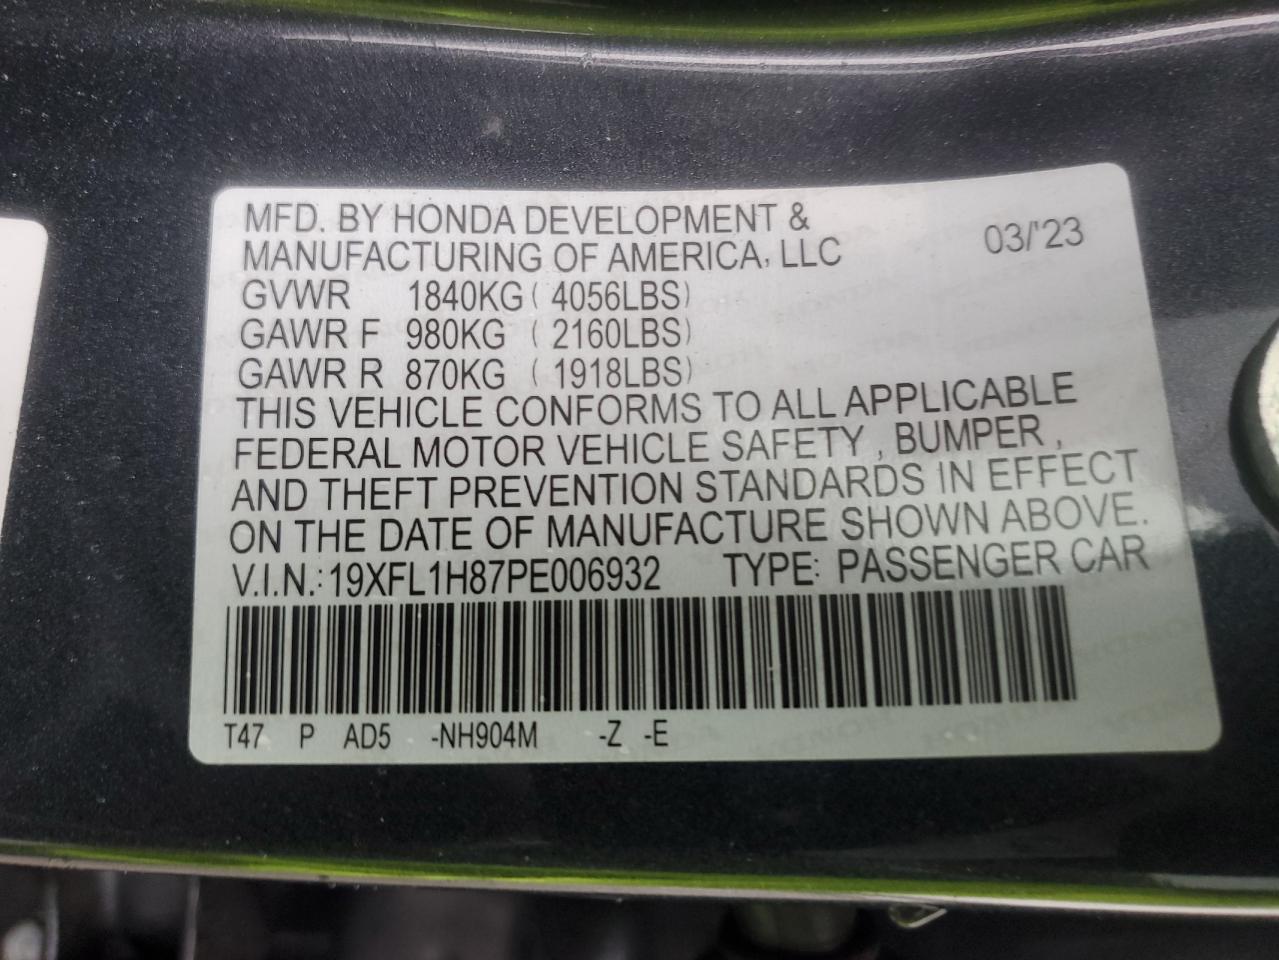 MFD. BY HONDA DEVELOPMENT &
MANUFACTURING OF AMERICA, LLC 03/'23
GVWR 1840KG ( 4056LBS)
GAWR F 980KG ( 2160LBS)
GAWR R 870KG ( 1918LBS)
THIS VEHICLE CONFORMS TO ALL APPLICABLE
FEDERAL MOTOR VEHICLE SAFETY , BUMPER ,
AND THEFT PREVENTION STANDARDS IN EFFECT
ON THE DATE OF MANUFACTURE SHOWN ABOVE.
V.I.N.: 19XFL1H87PE006932 TYPE: PASSENGER CAR
T47 P AD5 -NH904M -Z -E